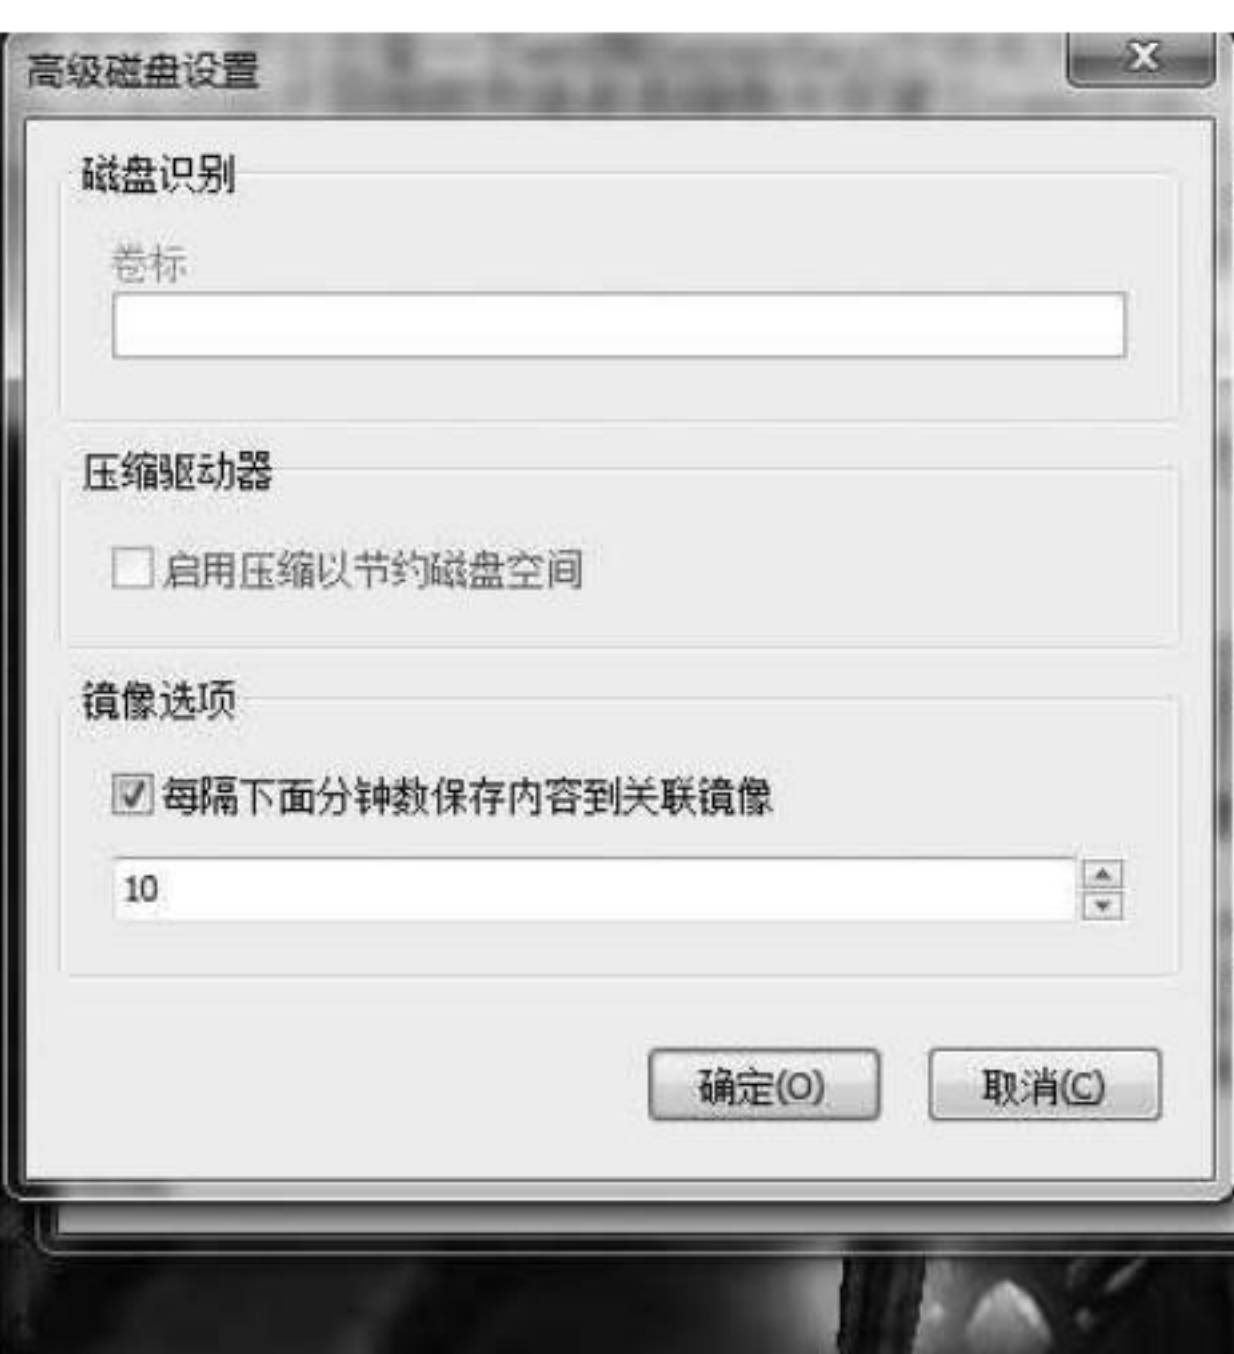 高级磁盘设置
磁盘识别
卷标
压缩驱动器
启用压缩以节约磁盘空间
镜像选项
每隔下面分钟数保存内容到关联镜像
10
确定(O)
取消(C)